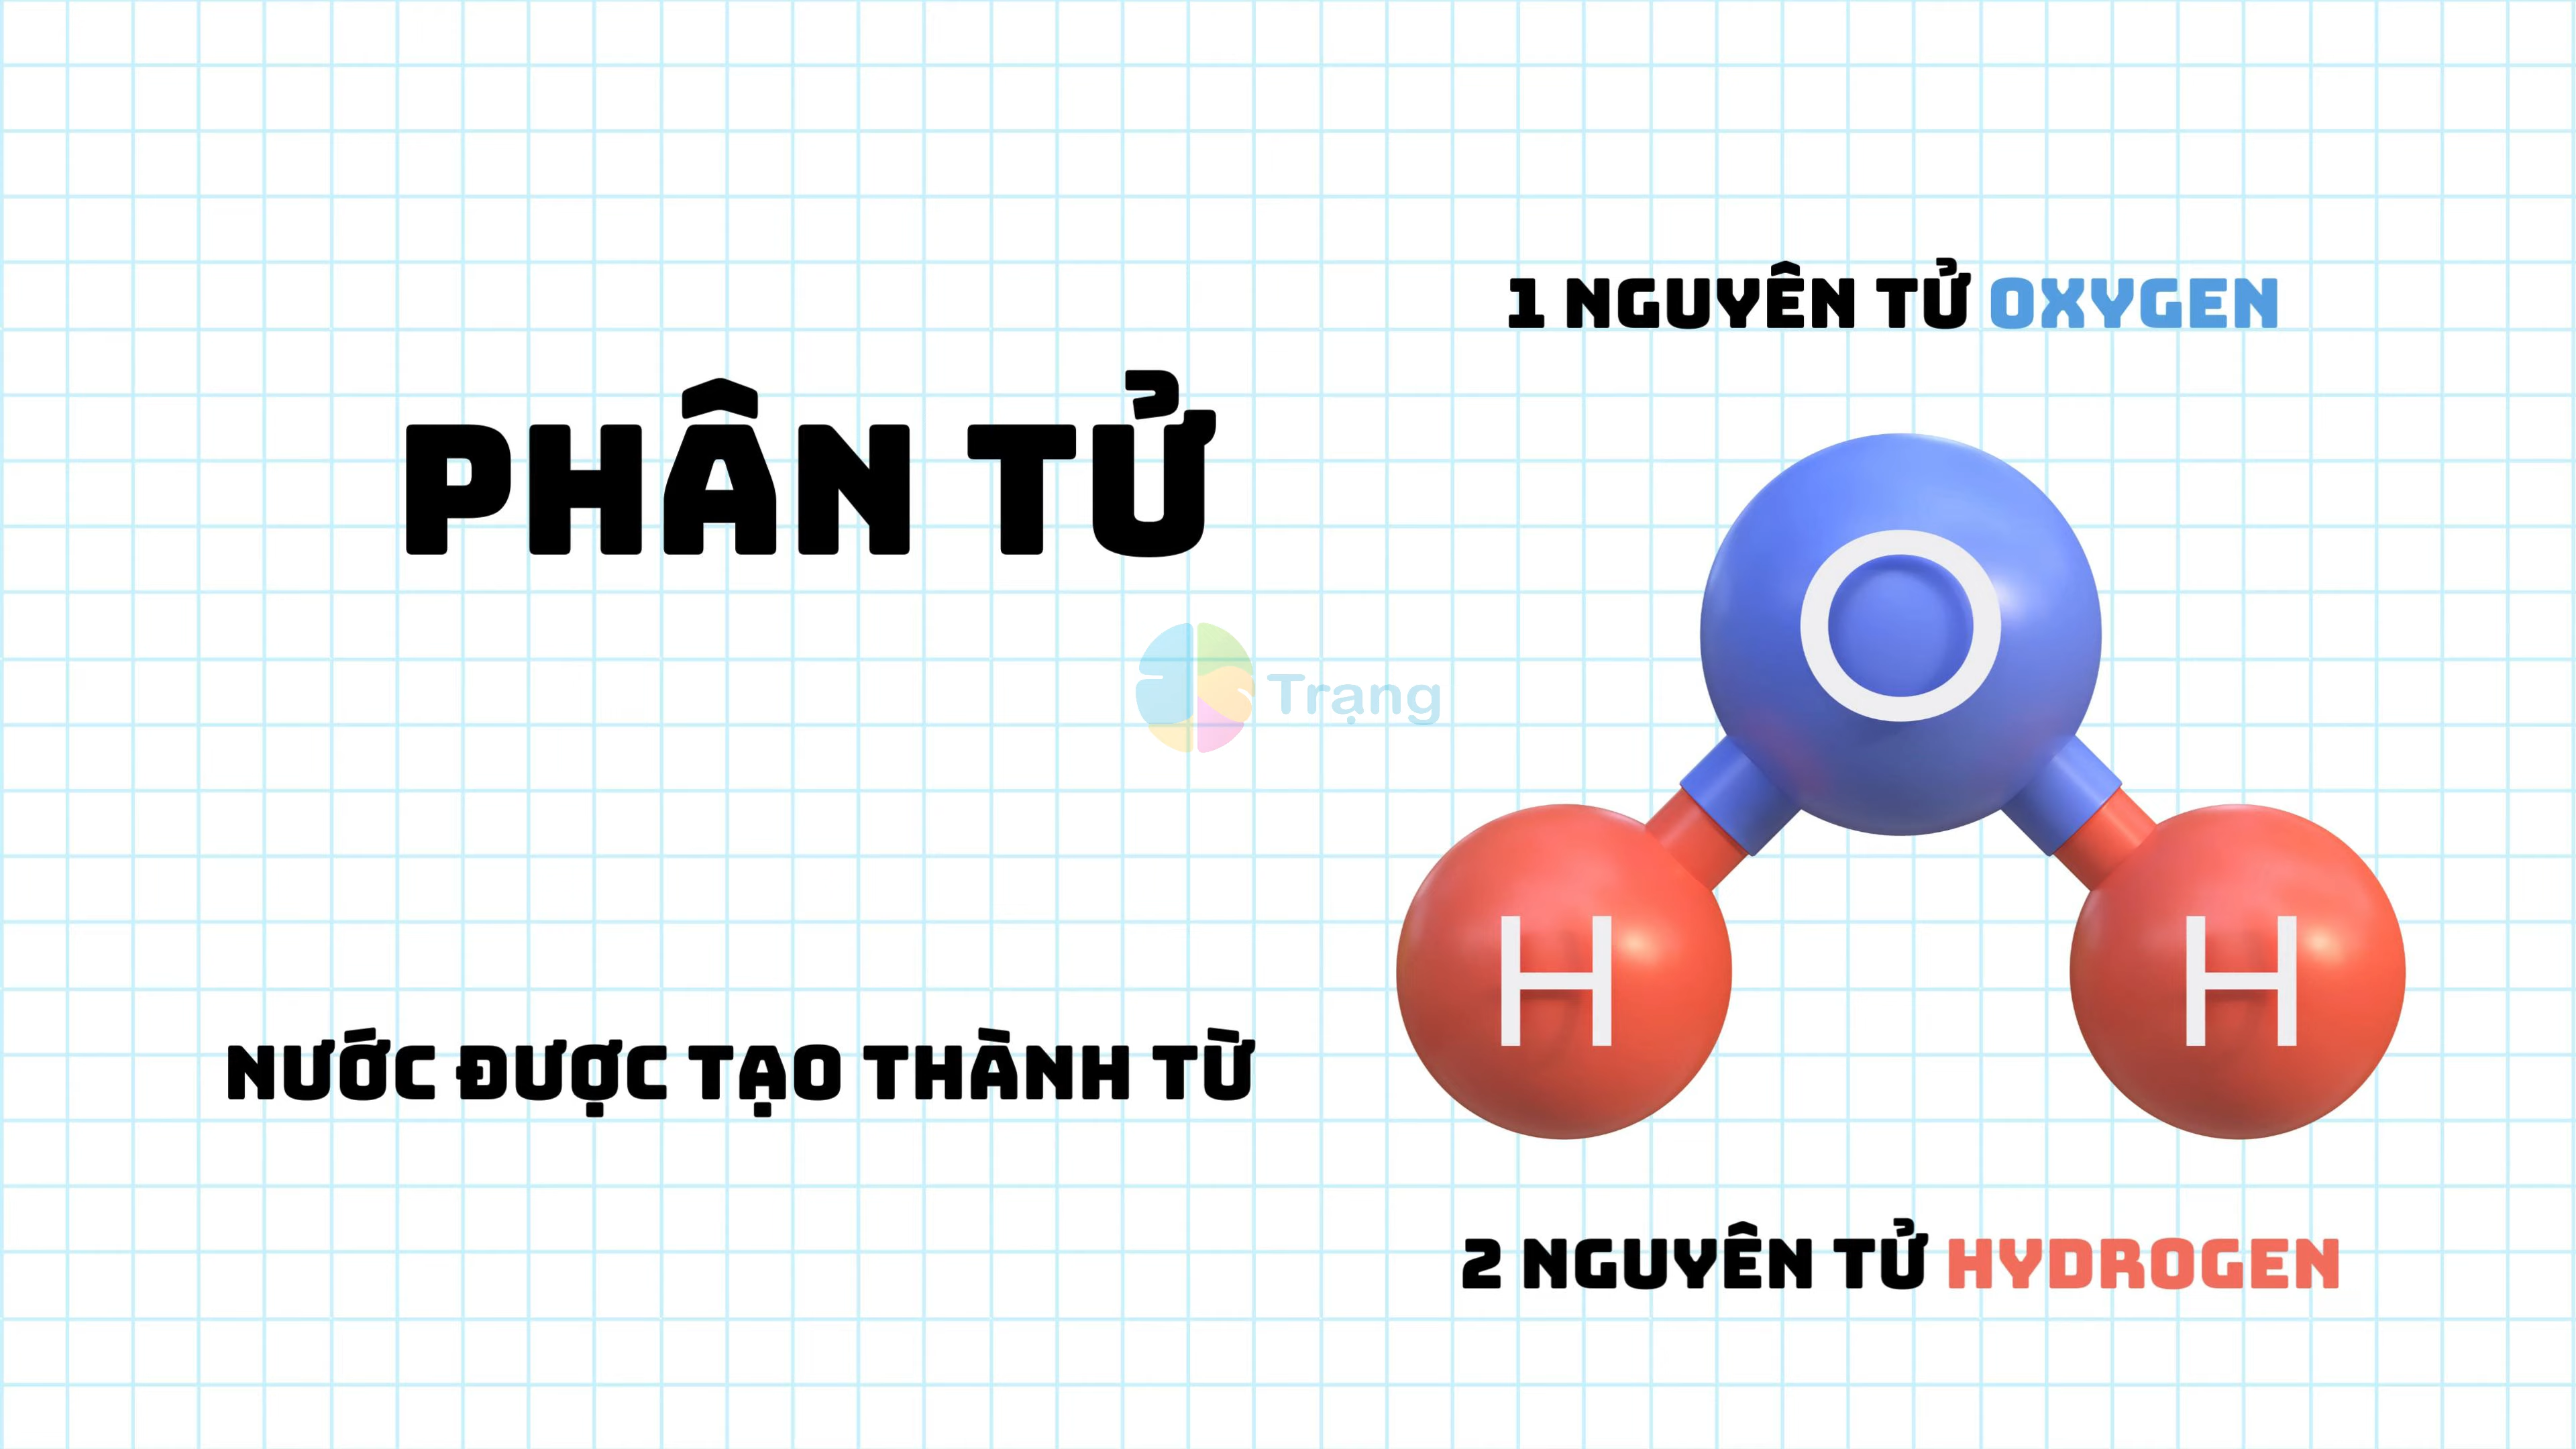 PHÂN TỬ
NƯỚC ĐƯỢC TẠO THÀNH TỪ
1 NGUYÊN TỬ OXYGEN
O
H
H
2 NGUYÊN TỬ HYDROGEN
Trạng